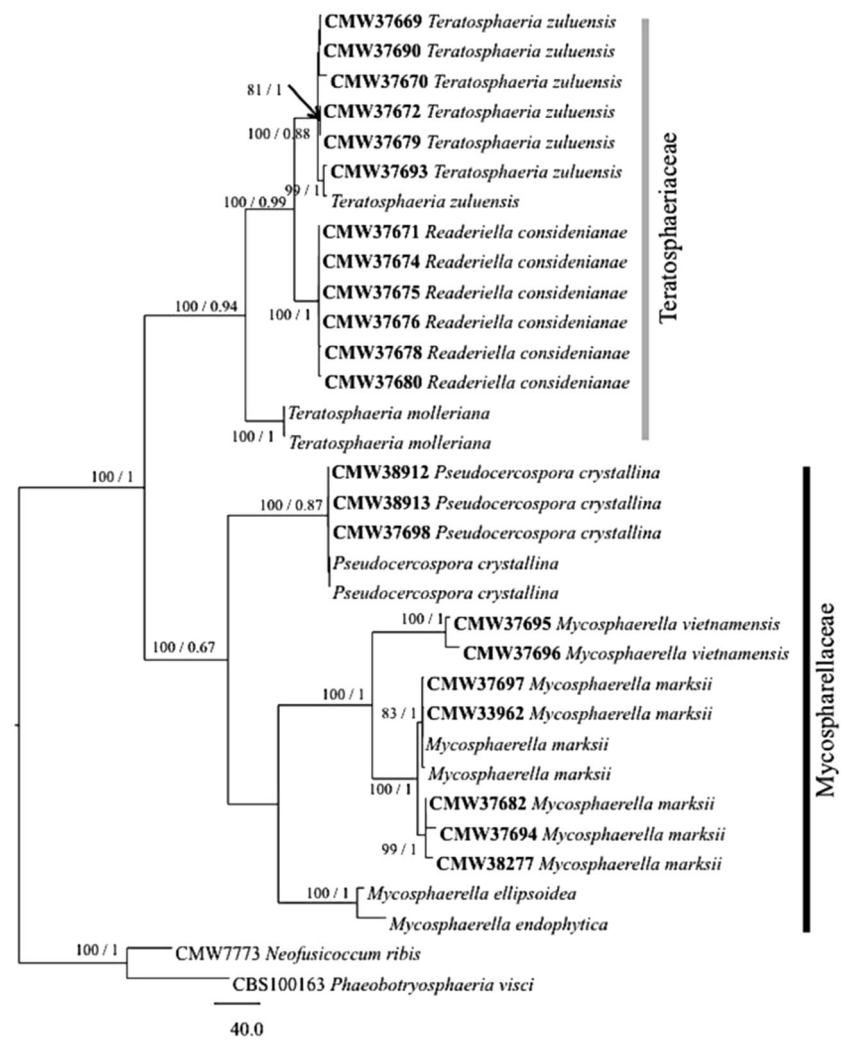 CMW37669 Teratosphaeria zuluensis
CMW37690 Teratosphaeria zuluensis
CMW37670 Teratosphaeria zuluensis
81 / 1
CMW37672 Teratosphaeria zuluensis
100 / 0.88
CMW37679 Teratosphaeria zuluensis
CMW37693 Teratosphaeria zuluensis
99 / 1
100 / 0.99
Teratosphaeria zuluensis
CMW37671 Readeriella considenianae
CMW37674 Readeriella considenianae
CMW37675 Readeriella considenianae
100 / 0.94
100 / 1
CMW37676 Readeriella considenianae
CMW37678 Readeriella considenianae
CMW37680 Readeriella considenianae
Teratosphaeria molleriana
100 / 1
Teratosphaeria molleriana
Teratosphaeriaceae
100 / 1
CMW38912 Pseudocercospora crystallina
100 / 0.87
CMW38913 Pseudocercospora crystallina
CMW37698 Pseudocercospora crystallina
Pseudocercospora crystallina
Pseudocercospora crystallina
100 / 1
CMW37695 Mycosphaerella vietnamensis
100 / 0.67
CMW37696 Mycosphaerella vietnamensis
CMW37697 Mycosphaerella marksii
100 / 1
83 / 1
CMW33962 Mycosphaerella marksii
Mycosphaerella marksii
Mycosphaerella marksii
100 / 1
CMW37682 Mycosphaerella marksii
CMW37694 Mycosphaerella marksii
99 / 1
CMW38277 Mycosphaerella marksii
100 / 1
Mycosphaerella ellipsoidea
Mycosphaerella endophytica
Mycospharellaceae
100 / 1
CMW7773 Neofusicoccum ribis
CBS100163 Phaeobotryosphaeria visci
40.0